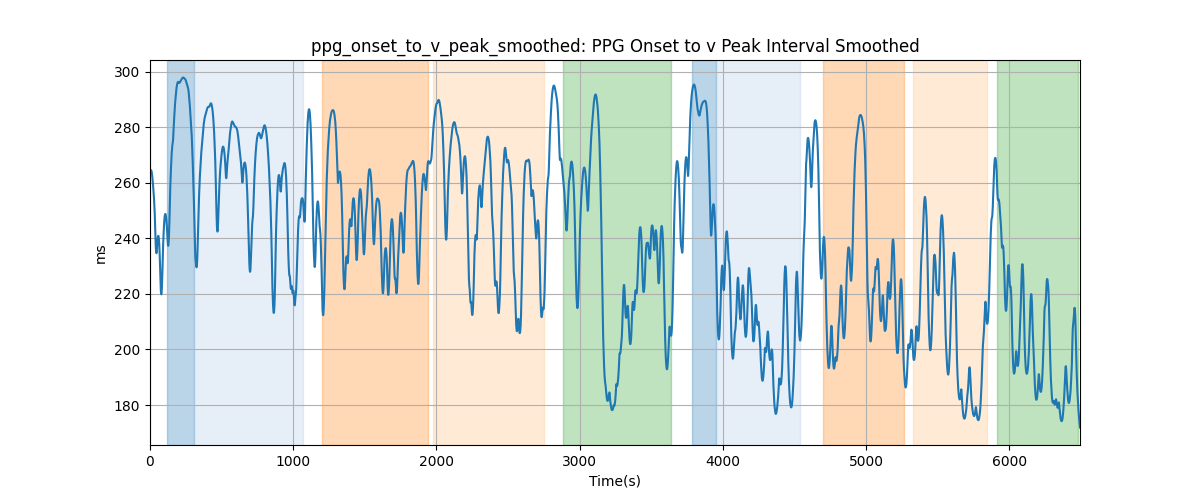 ppg_onset_to_v_peak_smoothed: PPG Onset to v Peak Interval Smoothed
300
280
260
240
220
200
180
ms
0 1000 2000 3000 4000 5000 6000
Time(s)